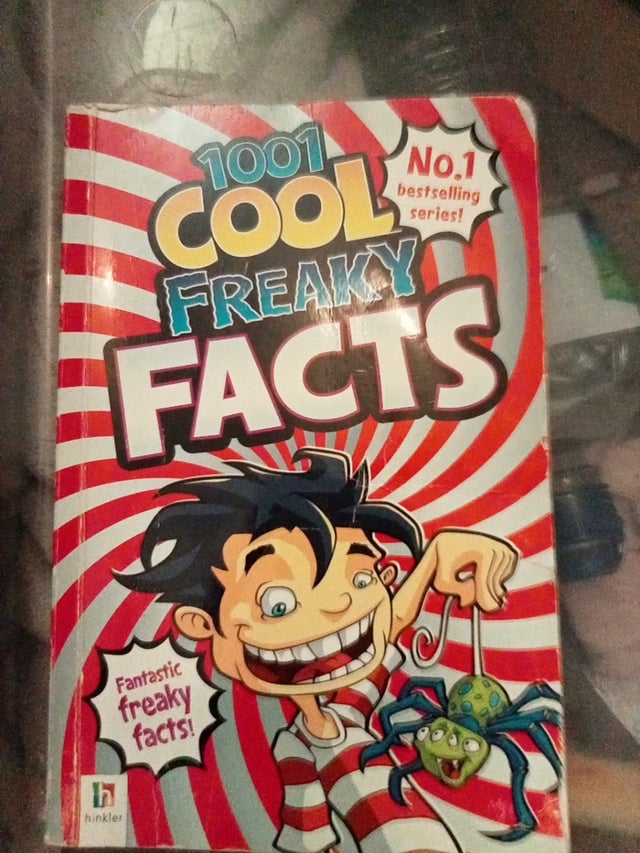 1001
COOL
FREAKY
FACTS
No.1
bestselling
series!
Fantastic
freaky
facts!
h
hinkler